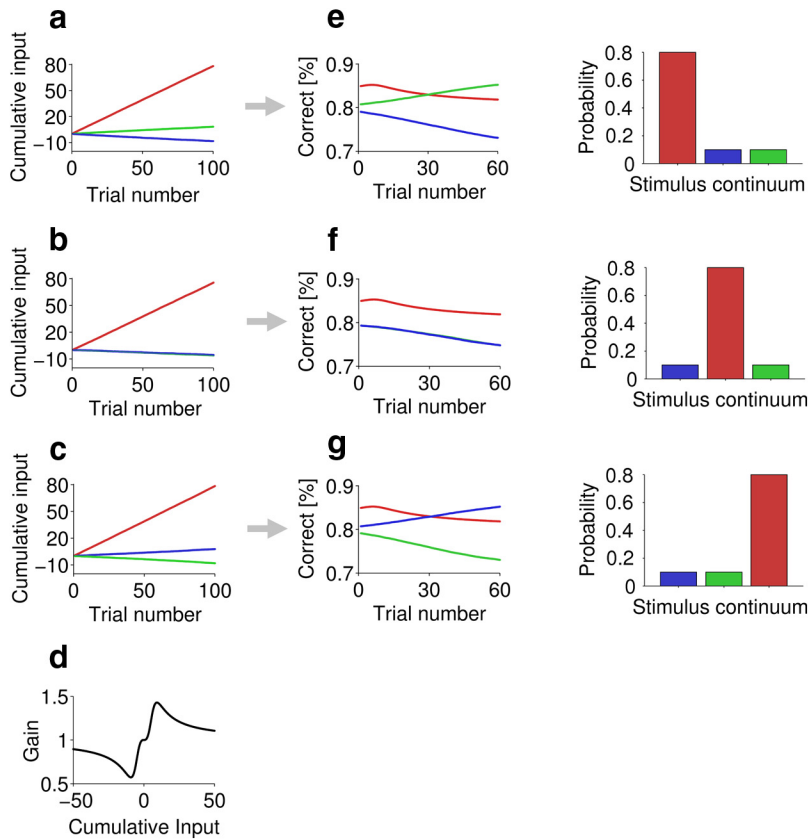 a
Cumulative input
80
50
20
−10
0 50 100
Trial number
e
Correct [%]
0.9
0.8
0.7
0 30 60
Trial number
Probability
0.8
0.6
0.4
0.2
0
Stimulus continuum
b
Cumulative input
80
50
20
−10
0 50 100
Trial number
f
Correct [%]
0.9
0.8
0.7
0 30 60
Trial number
Probability
0.8
0.6
0.4
0.2
0
Stimulus continuum
c
Cumulative input
80
50
20
−10
0 50 100
Trial number
g
Correct [%]
0.9
0.8
0.7
0 30 60
Trial number
Probability
0.8
0.6
0.4
0.2
0
Stimulus continuum
d
Gain
1.5
1
0.5
−50 0 50
Cumulative Input